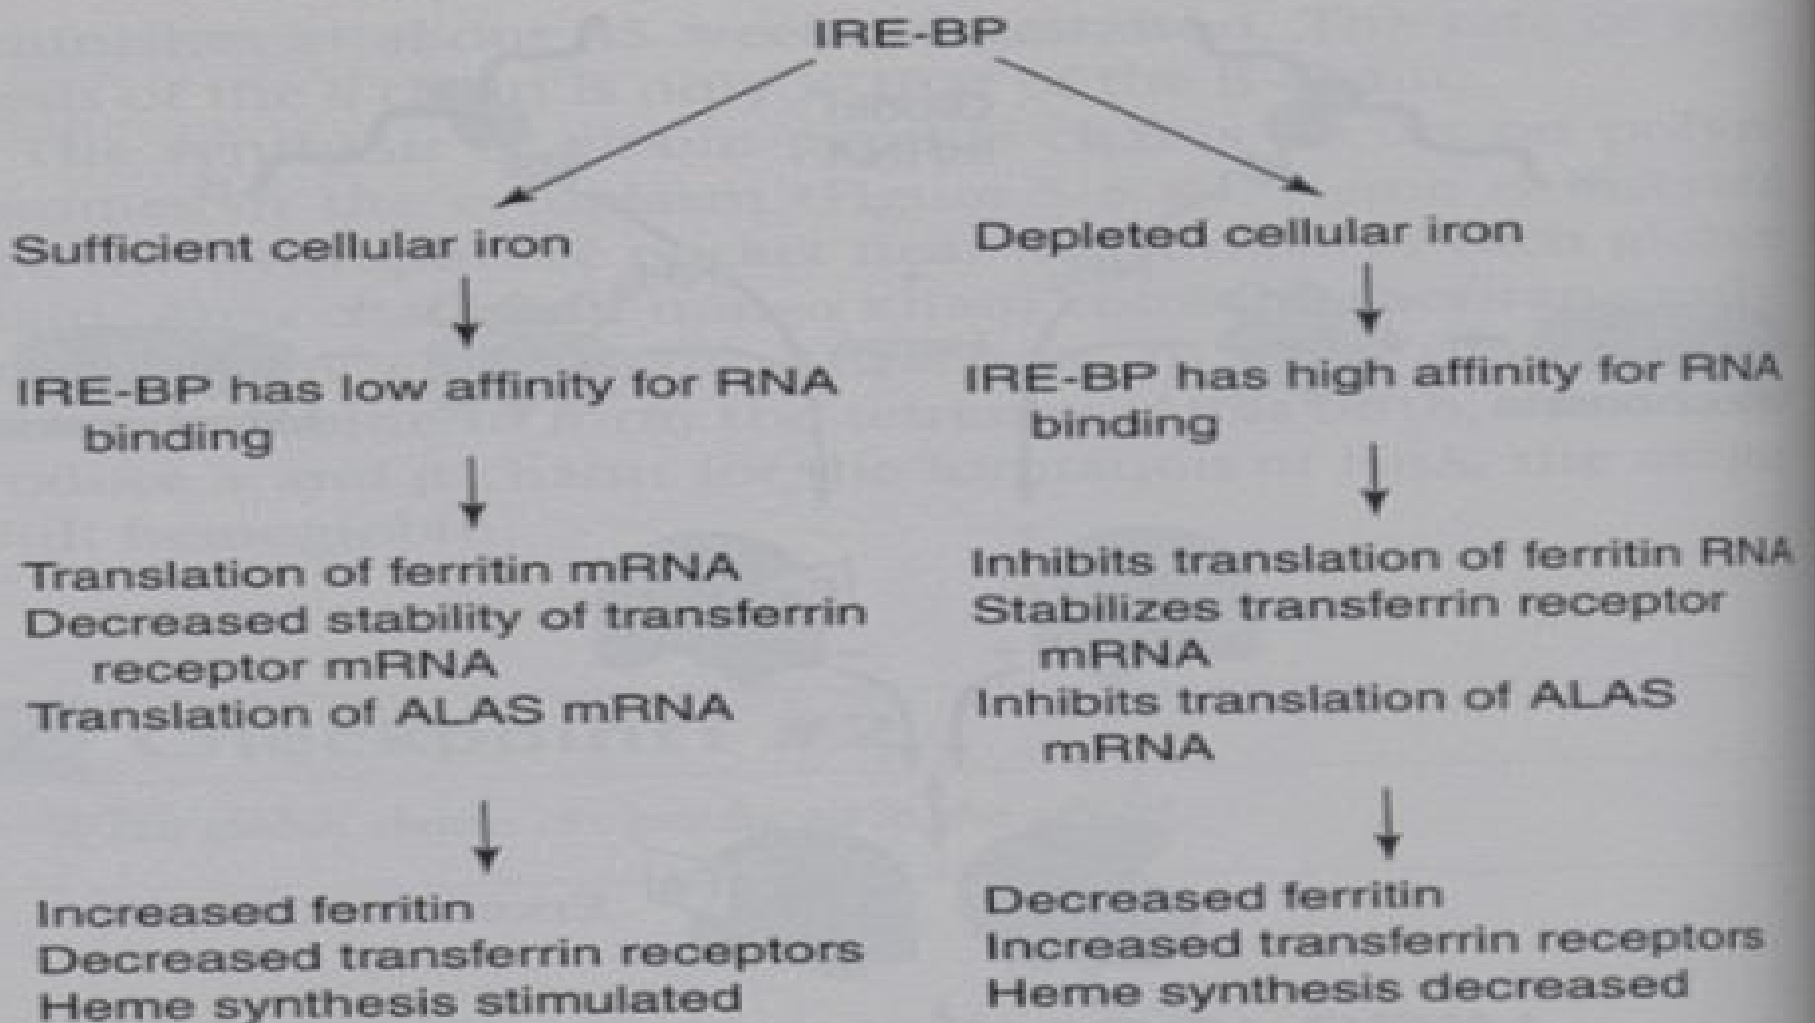 IRE-BP
Sufficient cellular iron
IRE-BP has low affinity for RNA
binding
Translation of ferritin mRNA
Decreased stability of transferrin
receptor mRNA
Translation of ALAS mRNA
Increased ferritin
Decreased transferrin receptors
Heme synthesis stimulated
Depleted cellular iron
IRE-BP has high affinity for RNA
binding
Inhibits translation of ferritin RNA
Stabilizes transferrin receptor
mRNA
Inhibits translation of ALAS
mRNA
Decreased ferritin
Increased transferrin receptors
Heme synthesis decreased